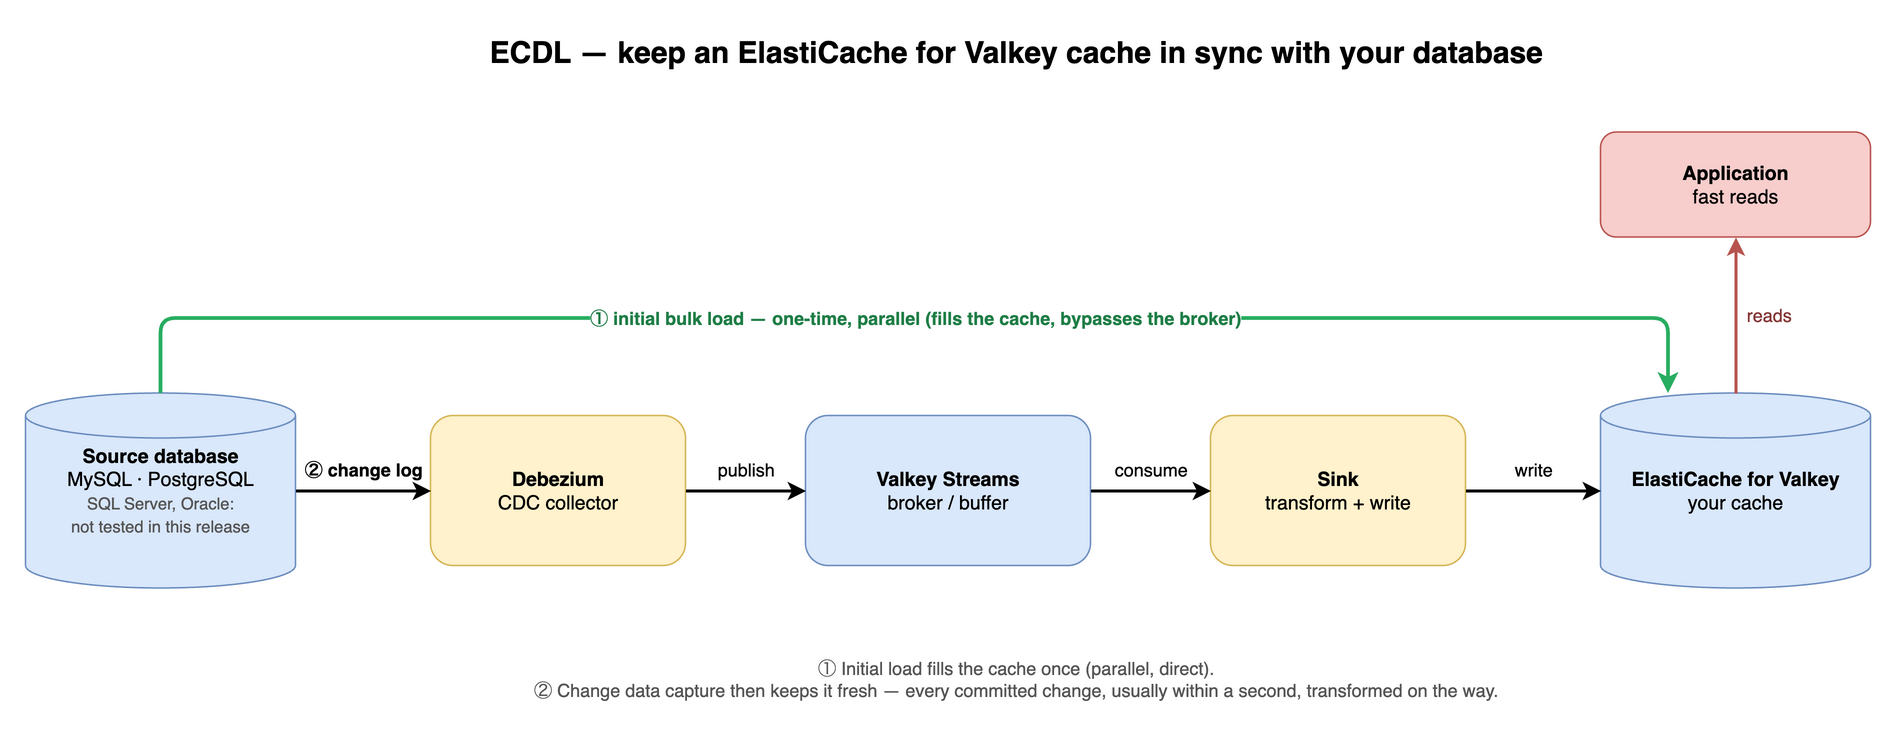 ECDL — keep an ElastiCache for Valkey cache in sync with your database
Application
fast reads
① initial bulk load — one-time, parallel (fills the cache, bypasses the broker)
reads
Source database
MySQL · PostgreSQL
SQL Server, Oracle:
not tested in this release
② change log
Debezium
CDC collector
publish
Valkey Streams
broker / buffer
consume
Sink
transform + write
write
ElastiCache for Valkey
your cache
① Initial load fills the cache once (parallel, direct).
② Change data capture then keeps it fresh — every committed change, usually within a second, transformed on the way.